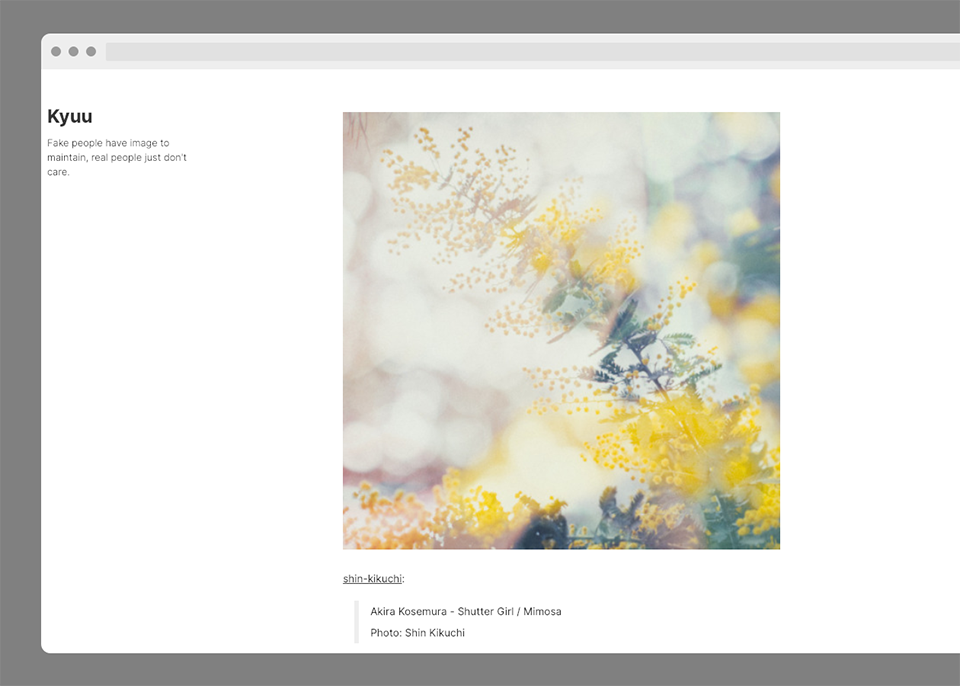 Kyuu
Fake people have image to
maintain, real people just don't
care.
shin-kikuchi:
Akira Kosemura - Shutter Girl / Mimosa
Photo: Shin Kikuchi